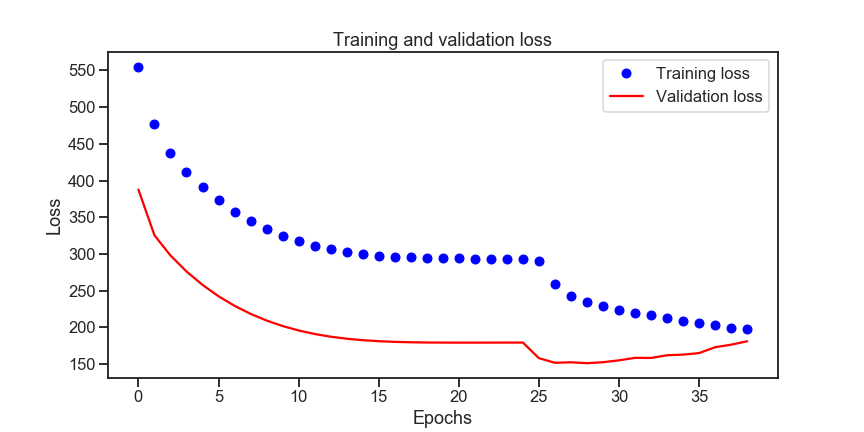 Training and validation loss
Training loss
Validation loss
550
500
450
400
350
300
250
200
150
Loss
0 5 10 15 20 25 30 35
Epochs